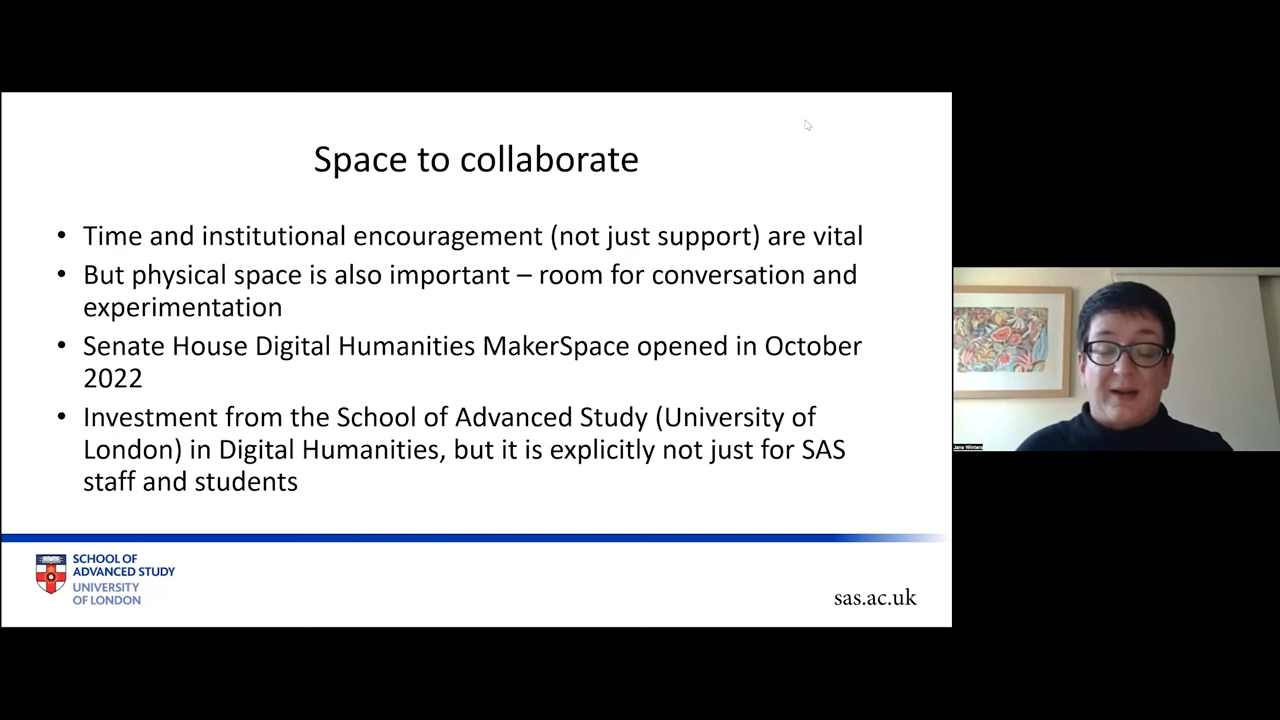 Space to collaborate
• Time and institutional encouragement (not just support) are vital
• But physical space is also important – room for conversation and
experimentation
• Senate House Digital Humanities MakerSpace opened in October
2022
• Investment from the School of Advanced Study (University of
London) in Digital Humanities, but it is explicitly not just for SAS
staff and students
SCHOOL OF
ADVANCED STUDY
UNIVERSITY
OF LONDON
sas.ac.uk
Jane Winters